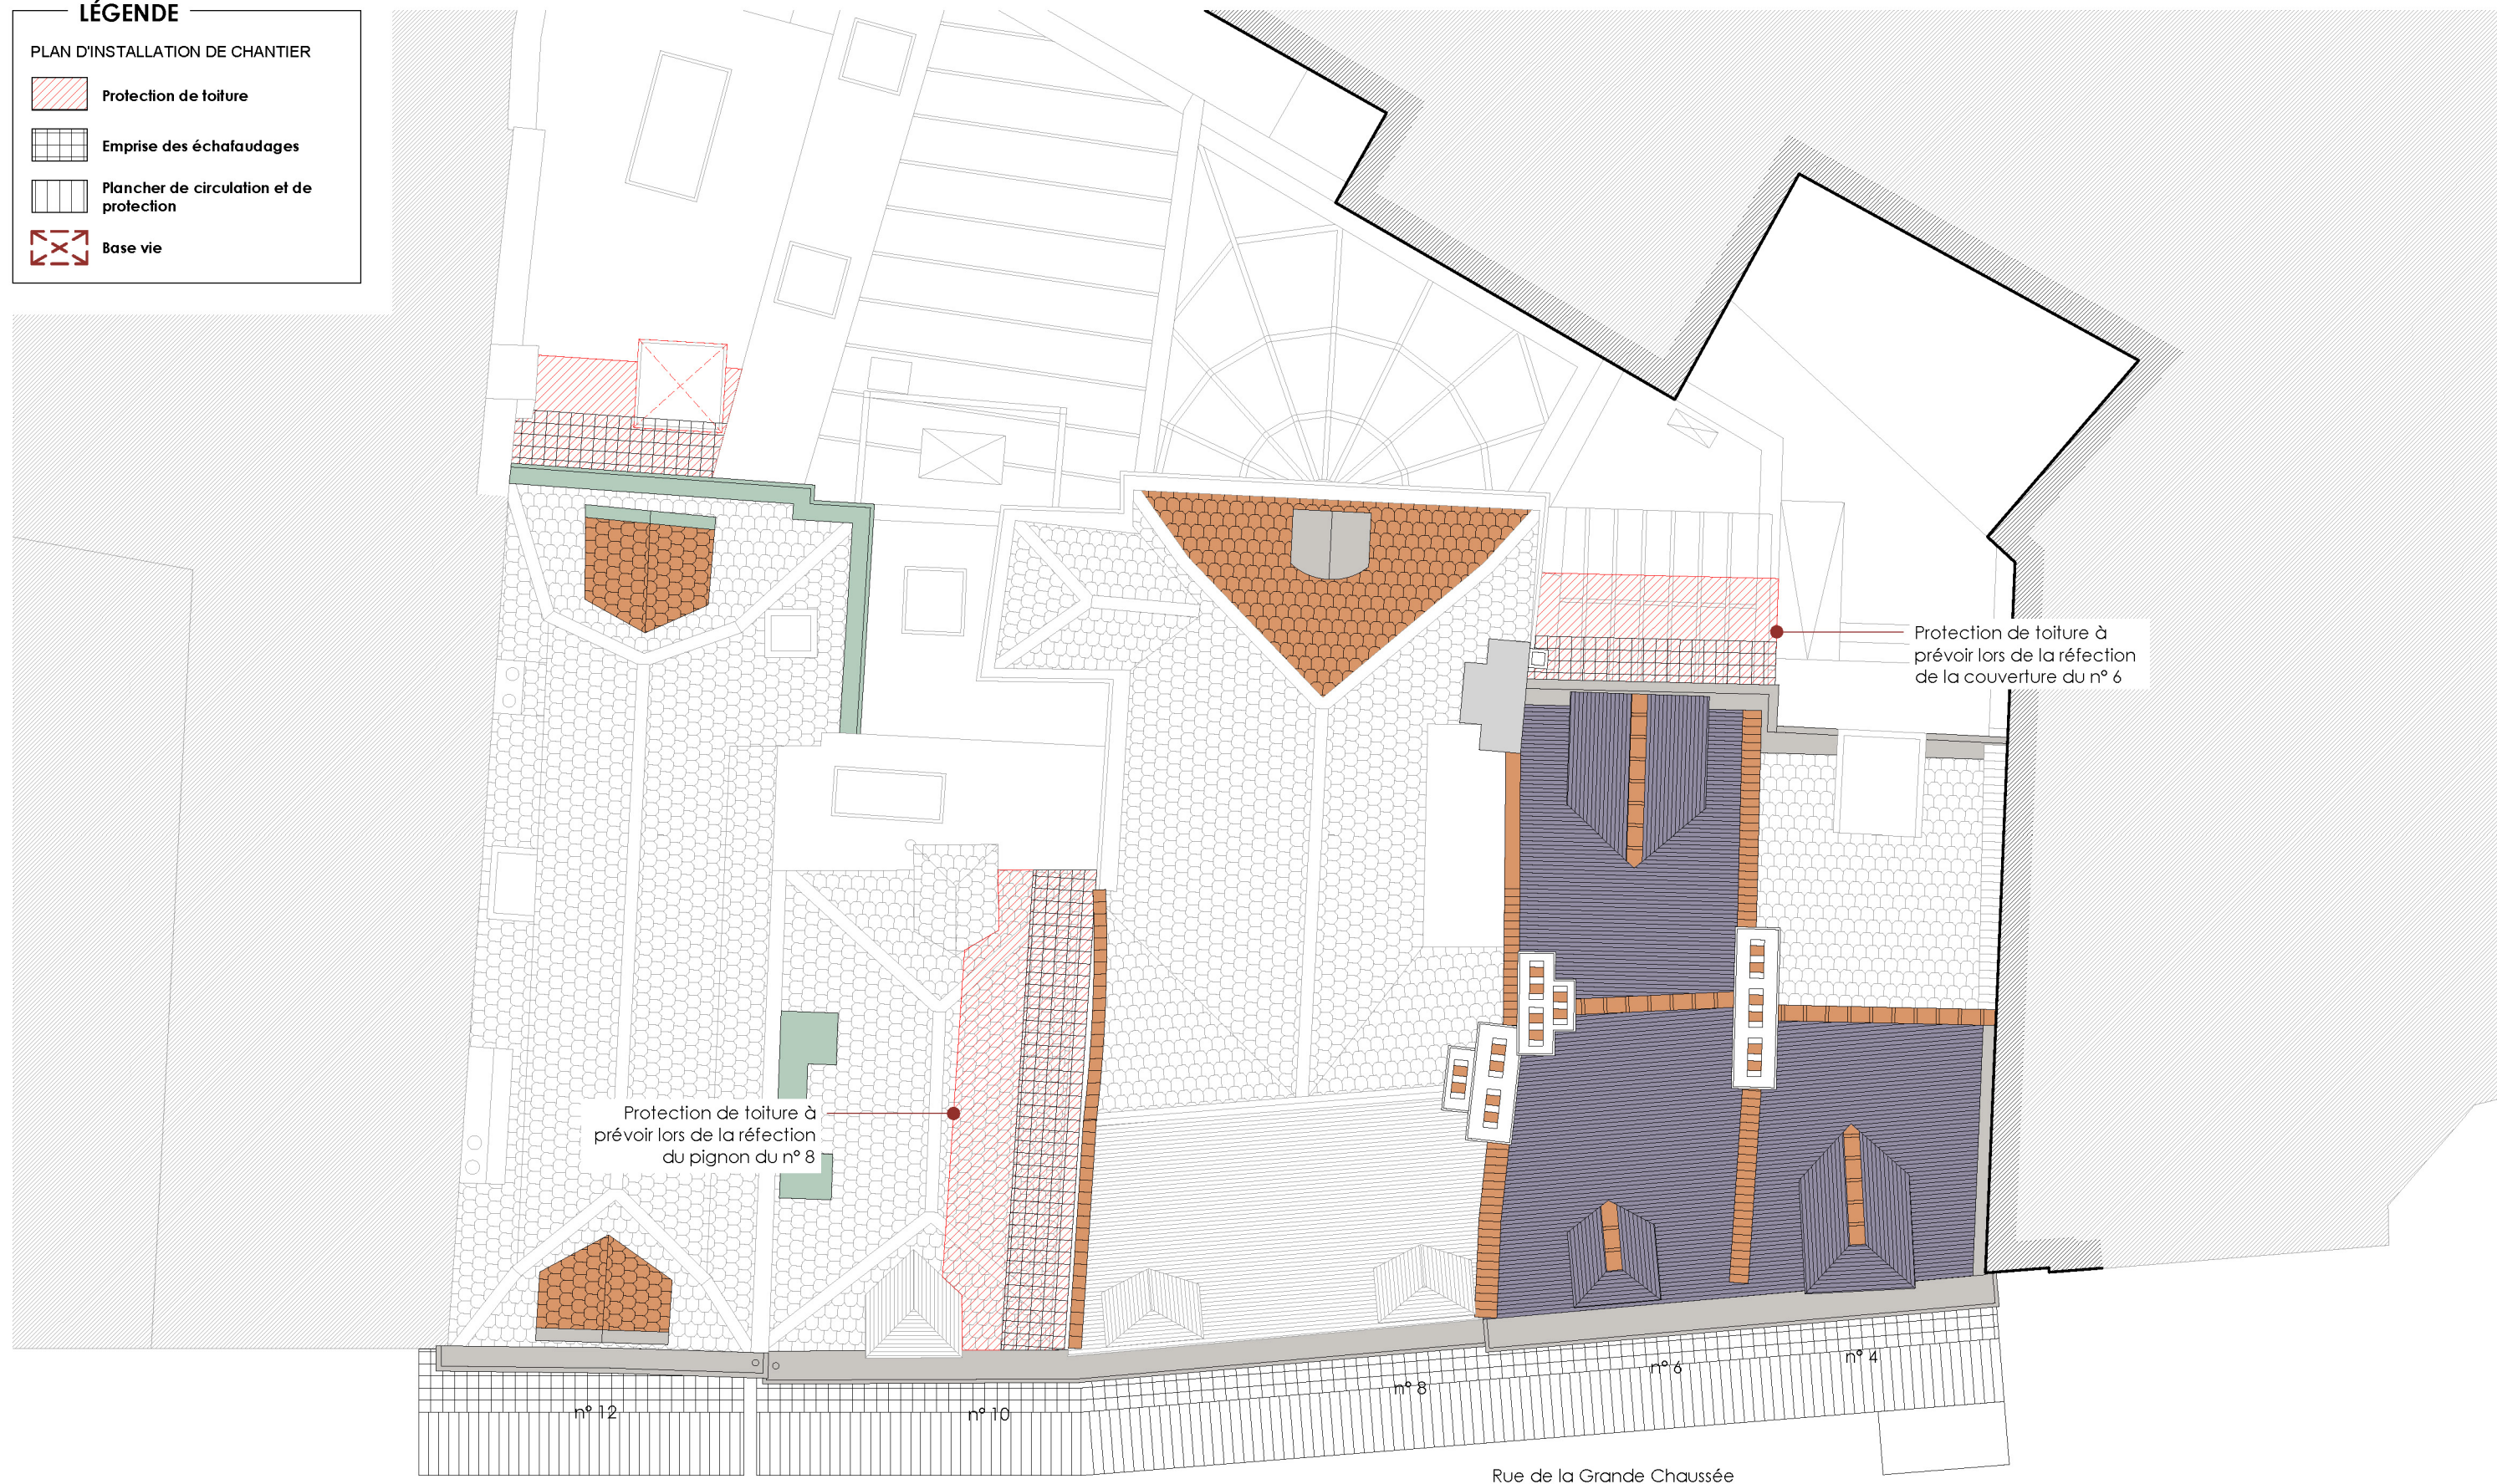 LÉGENDE
PLAN D'INSTALLATION DE CHANTIER
Protection de toiture
Emprise des échafaudages
Plancher de circulation et de
protection
Base vie
Protection de toiture à
prévoir lors de la réfection
de la couverture du n° 6
Protection de toiture à
prévoir lors de la réfection
du pignon du n° 8
n° 12
n° 10
n° 8
n° 6
n° 4
Rue de la Grande Chaussée